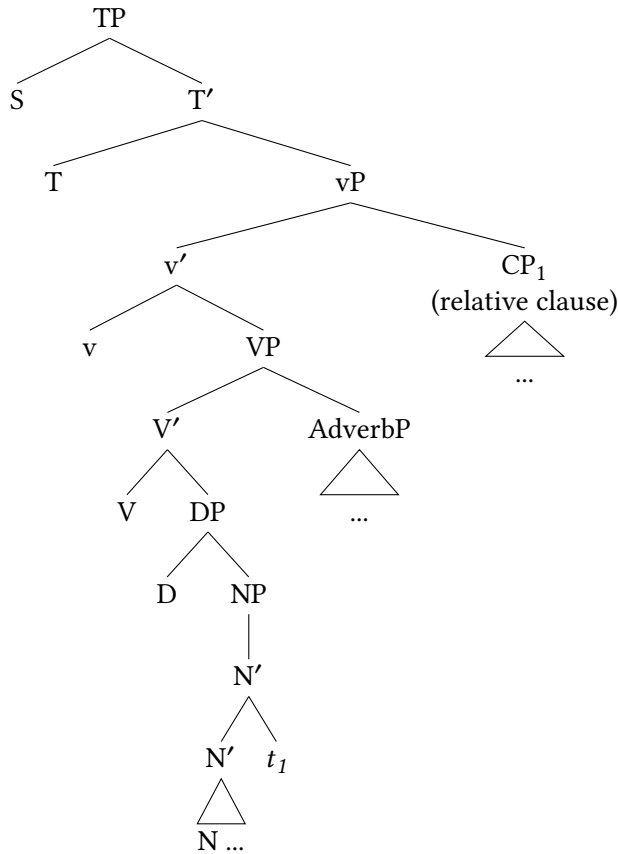 TP
S T′
T vP
v′ CP₁
(relative clause)
v VP ...
V′ AdverbP
V DP ...
D NP
N′
N′ t₁
N ...